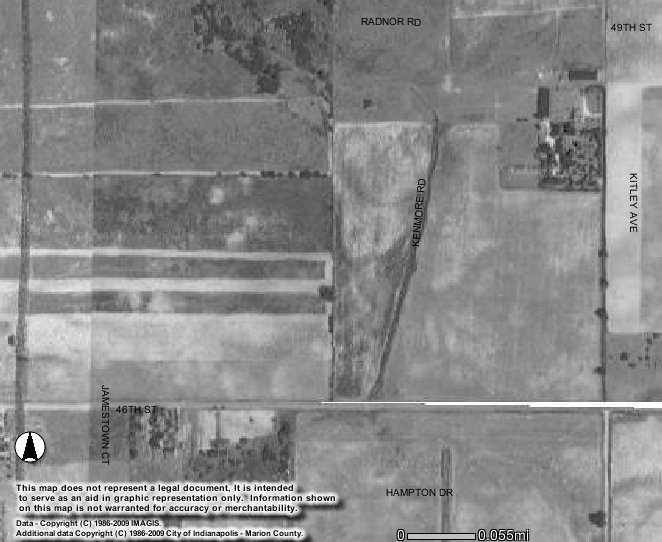 RADNOR RD
49TH ST
KITLEY AVE
KENMORE RD
JAMESTOWN CT
46TH ST
HAMPTON DR
This map does not represent a legal document, It is intended
to serve as an aid in graphic representation only. Information shown
on this map is not warranted for accuracy or merchantability.
Data - Copyright (C) 1986-2009 IMAGIS.
Additional data Copyright (C) 1986-2009 City of Indianapolis - Marion County.
0 0.055mi